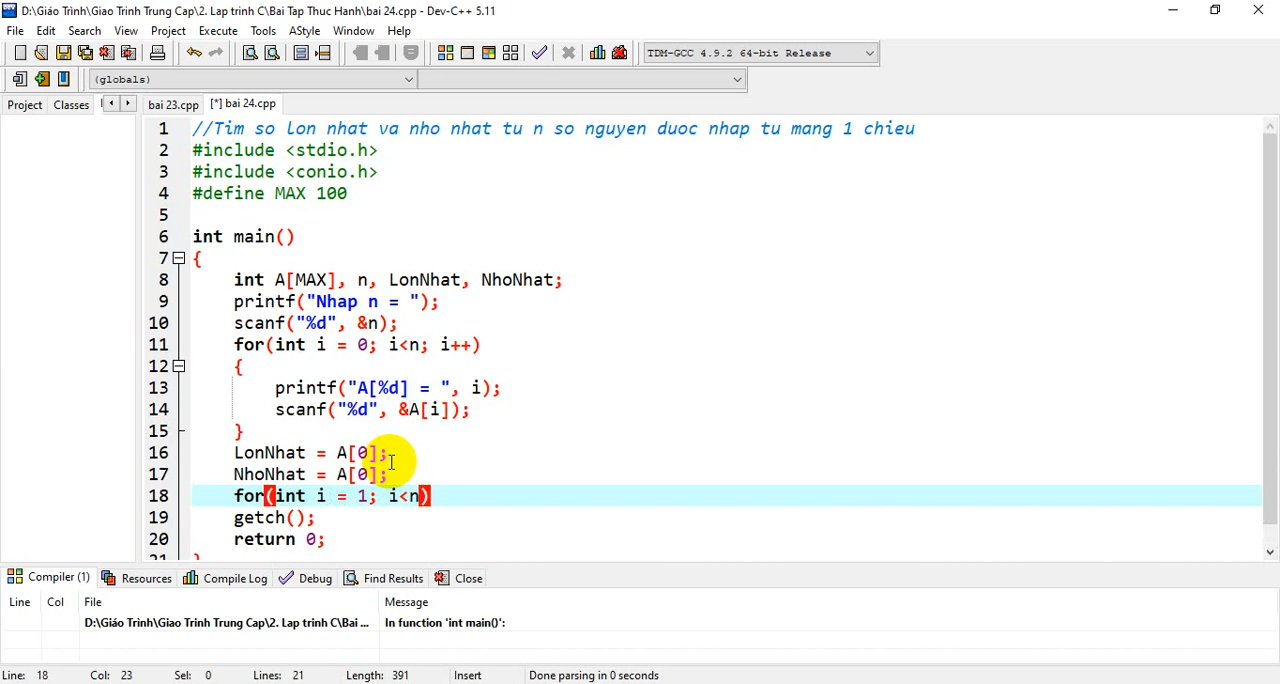 D:\Giáo Trình\Giao Trinh Trung Cap\2. Lap trinh C\Bai Tap Thuc Hanh\bai 24.cpp - Dev-C++ 5.11
File Edit Search View Project Execute Tools AStyle Window Help
TDM-GCC 4.9.2 64-bit Release
(globals)
Project Classes bai 23.cpp [*] bai 24.cpp
1 //Tim so lon nhat va nho nhat tu n so nguyen duoc nhap tu mang 1 chieu
2 #include <stdio.h>
3 #include <conio.h>
4 #define MAX 100
5
6 int main()
7 {
8 int A[MAX], n, LonNhat, NhoNhat;
9 printf("Nhap n = ");
10 scanf("%d", &n);
11 for(int i = 0; i<n; i++)
12 {
13 printf("A[%d] = ", i);
14 scanf("%d", &A[i]);
15 }
16 LonNhat = A[0];
17 NhoNhat = A[0];
18 for(int i = 1; i<n)
19 getch();
20 return 0;
21 }
Compiler (1) Resources Compile Log Debug Find Results Close
Line Col File Message
D:\Giáo Trình\Giao Trinh Trung Cap\2. Lap trinh C\Bai ... In function 'int main()':
Line: 18 Col: 23 Sel: 0 Lines: 21 Length: 391 Insert Done parsing in 0 seconds